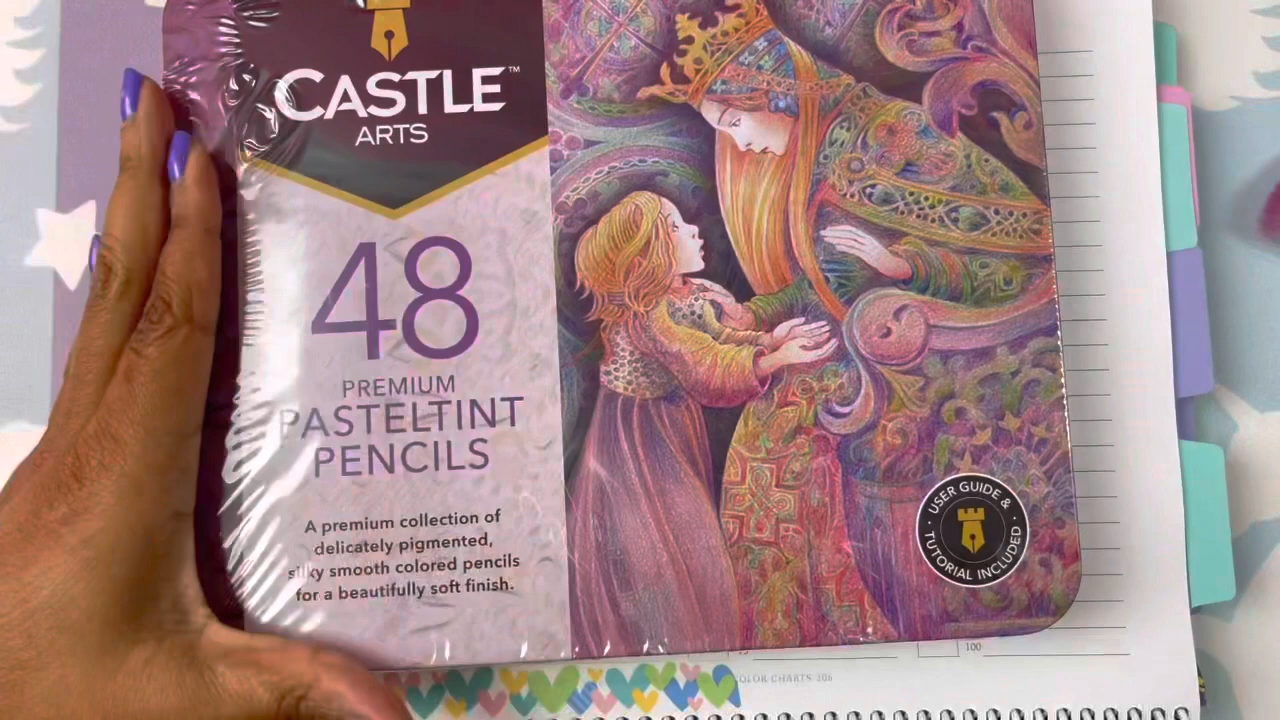 CASTLE™
ARTS
48
PREMIUM
PASTELTINT
PENCILS
A premium collection of
delicately pigmented,
silky smooth colored pencils
for a beautifully soft finish.
USER GUIDE &
TUTORIAL INCLUDED
100
COLOR CHARTS